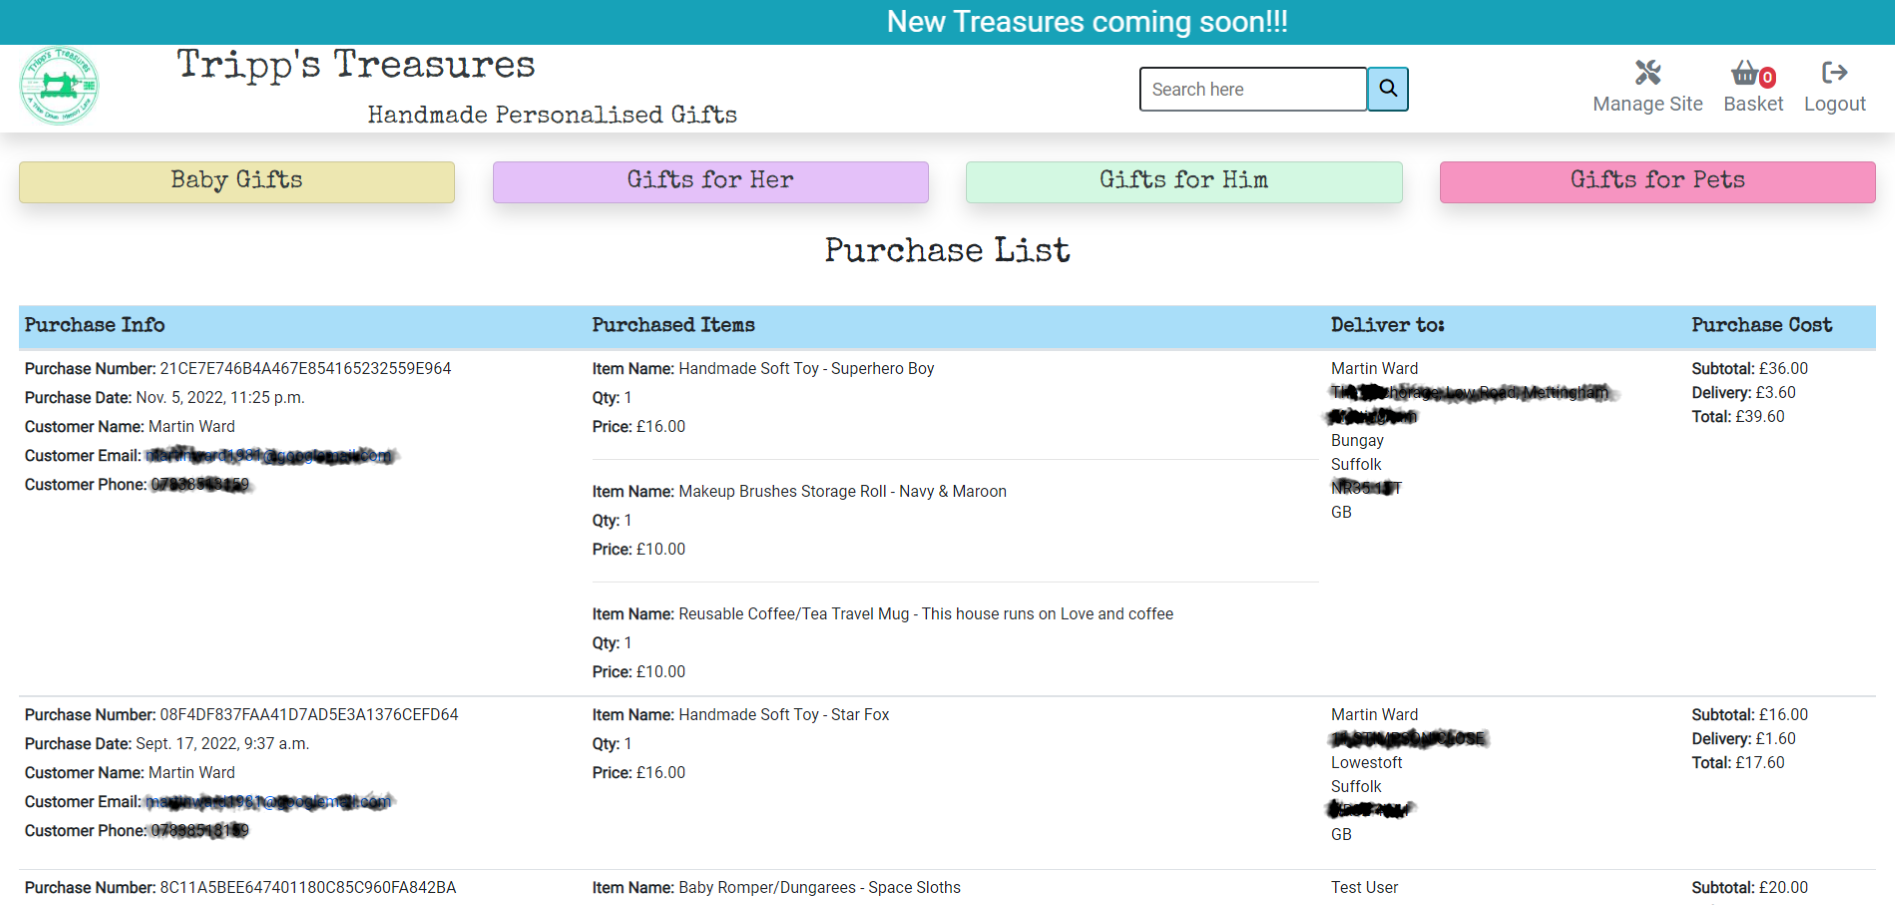 New Treasures coming soon!!!
Tripp's Treasures
Handmade Personalised Gifts
Search here
Manage Site
0
Basket
Logout
Baby Gifts
Gifts for Her
Gifts for Him
Gifts for Pets
Purchase List
Purchase Info
Purchased Items
Deliver to:
Purchase Cost
Purchase Number: 21CE7E746B4A467E854165232559E964
Purchase Date: Nov. 5, 2022, 11:25 p.m.
Customer Name: Martin Ward
Customer Email:
Customer Phone:
Item Name: Handmade Soft Toy - Superhero Boy
Qty: 1
Price: £16.00
Item Name: Makeup Brushes Storage Roll - Navy & Maroon
Qty: 1
Price: £10.00
Item Name: Reusable Coffee/Tea Travel Mug - This house runs on Love and coffee
Qty: 1
Price: £10.00
Martin Ward
Bungay
Suffolk
GB
Subtotal: £36.00
Delivery: £3.60
Total: £39.60
Purchase Number: 08F4DF837FAA41D7AD5E3A1376CEFD64
Purchase Date: Sept. 17, 2022, 9:37 a.m.
Customer Name: Martin Ward
Customer Email:
Customer Phone:
Item Name: Handmade Soft Toy - Star Fox
Qty: 1
Price: £16.00
Martin Ward
Lowestoft
Suffolk
GB
Subtotal: £16.00
Delivery: £1.60
Total: £17.60
Purchase Number: 8C11A5BEE647401180C85C960FA842BA
Item Name: Baby Romper/Dungarees - Space Sloths
Test User
Subtotal: £20.00